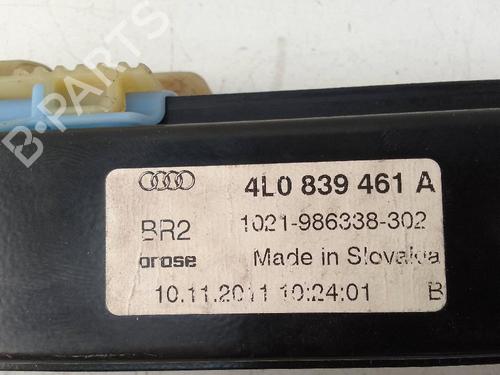 B-PARTS
4L0 839 461 A
BR2 1021-986338-302
brose Made in Slovakia
10.11.2011 10:24:01 B